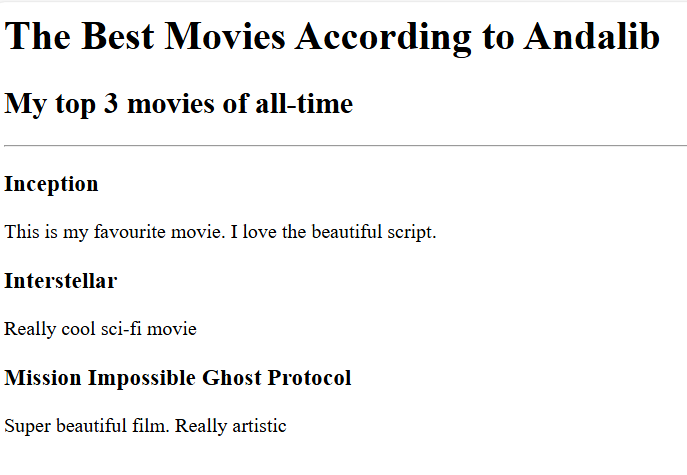 The Best Movies According to Andalib
My top 3 movies of all-time
Inception
This is my favourite movie. I love the beautiful script.
Interstellar
Really cool sci-fi movie
Mission Impossible Ghost Protocol
Super beautiful film. Really artistic